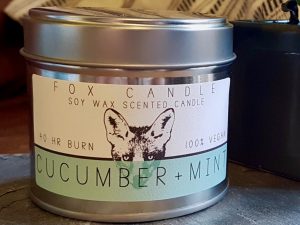 FOX CANDLE
SOY WAX SCENTED CANDLE
40 HR BURN 100% VEGAN
CUCUMBER + MINT